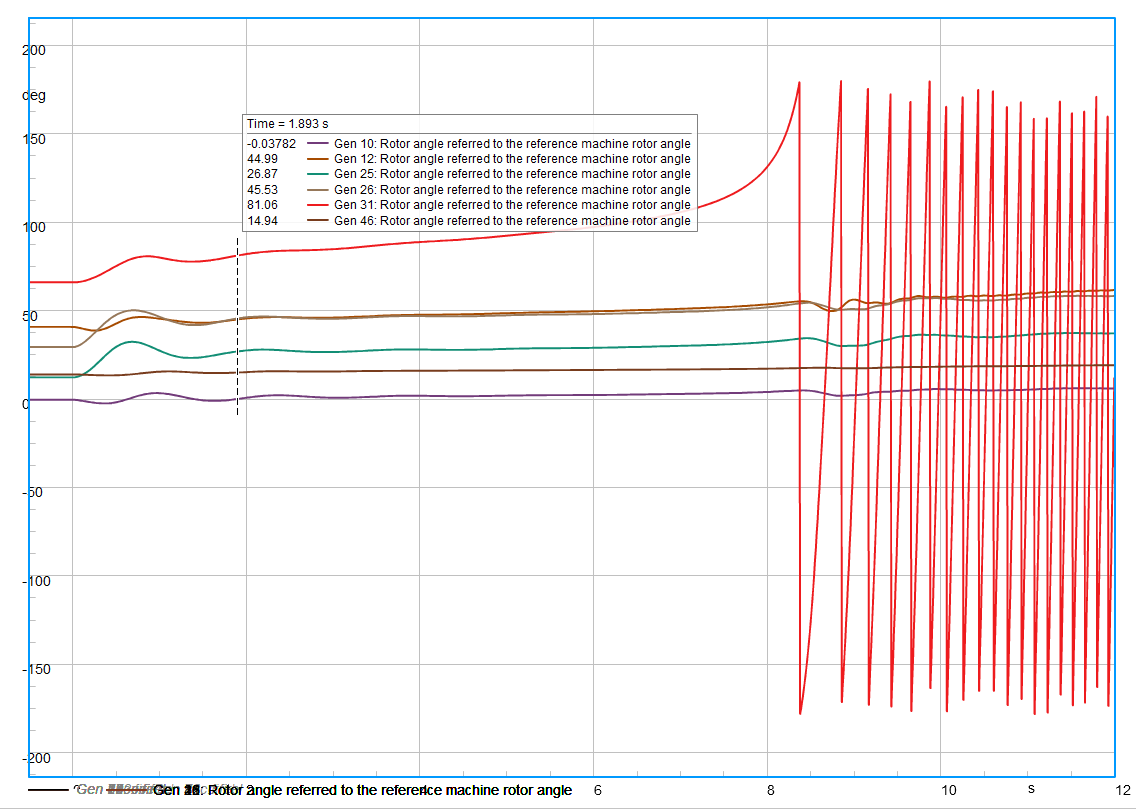 200
deg
150
100
50
0
-50
-100
-150
-200
Time = 1.893 s
-0.03782 Gen 10: Rotor angle referred to the reference machine rotor angle
44.99 Gen 12: Rotor angle referred to the reference machine rotor angle
26.87 Gen 25: Rotor angle referred to the reference machine rotor angle
45.53 Gen 26: Rotor angle referred to the reference machine rotor angle
81.06 Gen 31: Rotor angle referred to the reference machine rotor angle
14.94 Gen 46: Rotor angle referred to the reference machine rotor angle
Gen : Rotor angle referred to the reference machine rotor angle
6 8 10 s 12